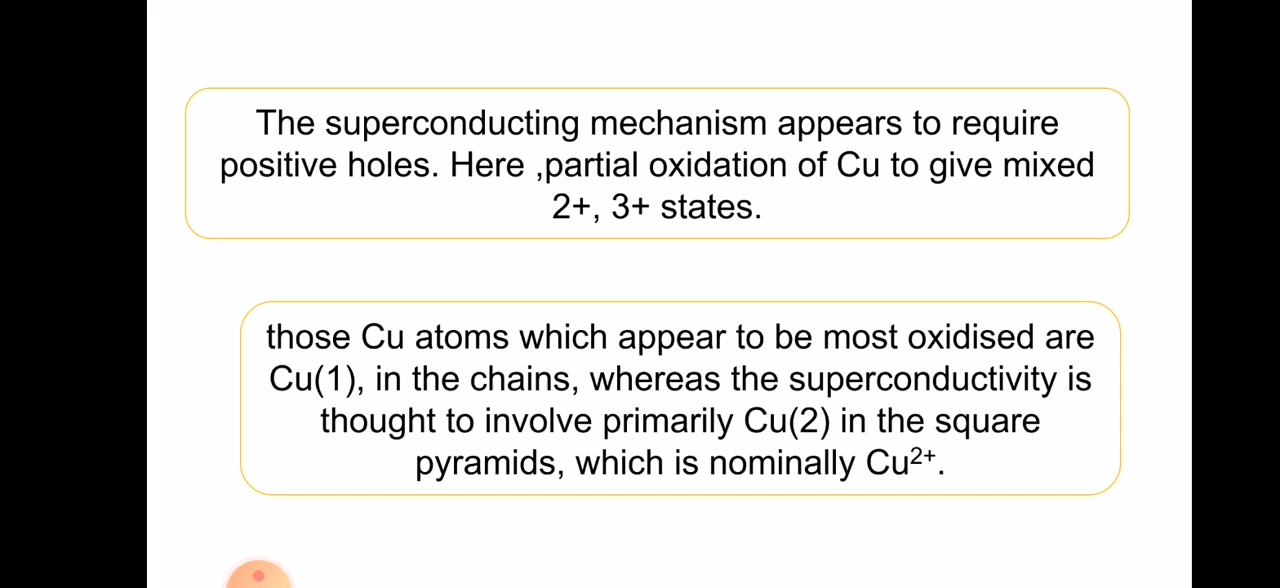 The superconducting mechanism appears to require
positive holes. Here ,partial oxidation of Cu to give mixed
2+, 3+ states.
those Cu atoms which appear to be most oxidised are
Cu(1), in the chains, whereas the superconductivity is
thought to involve primarily Cu(2) in the square
pyramids, which is nominally Cu²⁺.